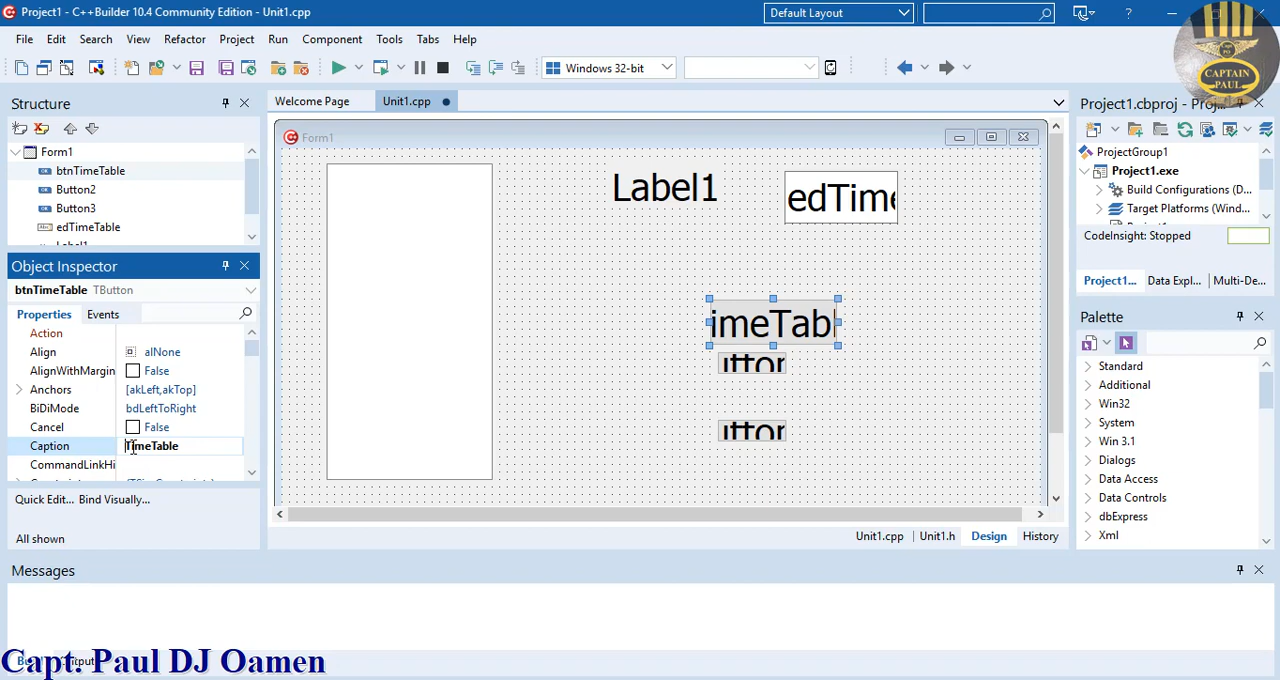 Project1 - C++Builder 10.4 Community Edition - Unit1.cpp
Default Layout
?
File Edit Search View Refactor Project Run Component Tools Tabs Help
Windows 32-bit
CAPTAIN
PAUL
Structure
Welcome Page
Unit1.cpp
Project1.cbproj - Proj...
Form1
btnTimeTable
Button2
Button3
edTimeTable
Label1
Form1
Label1
edTime
imeTab
utton
utton
ProjectGroup1
Project1.exe
Build Configurations (D...
Target Platforms (Wind...
CodeInsight: Stopped
Project1... Data Expl... Multi-De...
Object Inspector
btnTimeTable TButton
Properties Events
Action
Align alNone
AlignWithMargin False
Anchors [akLeft,akTop]
BiDiMode bdLeftToRight
Cancel False
Caption TimeTable
CommandLinkHi
Quick Edit... Bind Visually...
All shown
Palette
Standard
Additional
Win32
System
Win 3.1
Dialogs
Data Access
Data Controls
dbExpress
Xml
Unit1.cpp Unit1.h Design History
Messages
Capt. Paul DJ Oamen